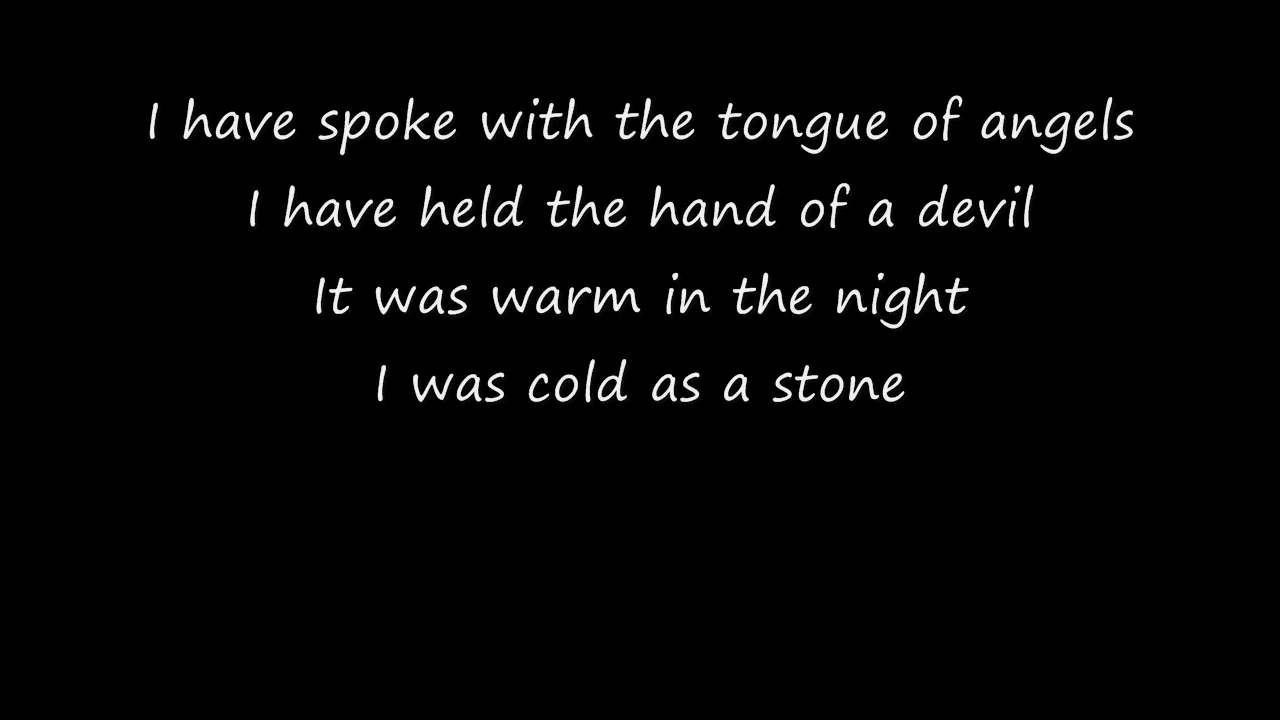 I have spoke with the tongue of angels
I have held the hand of a devil
It was warm in the night
I was cold as a stone